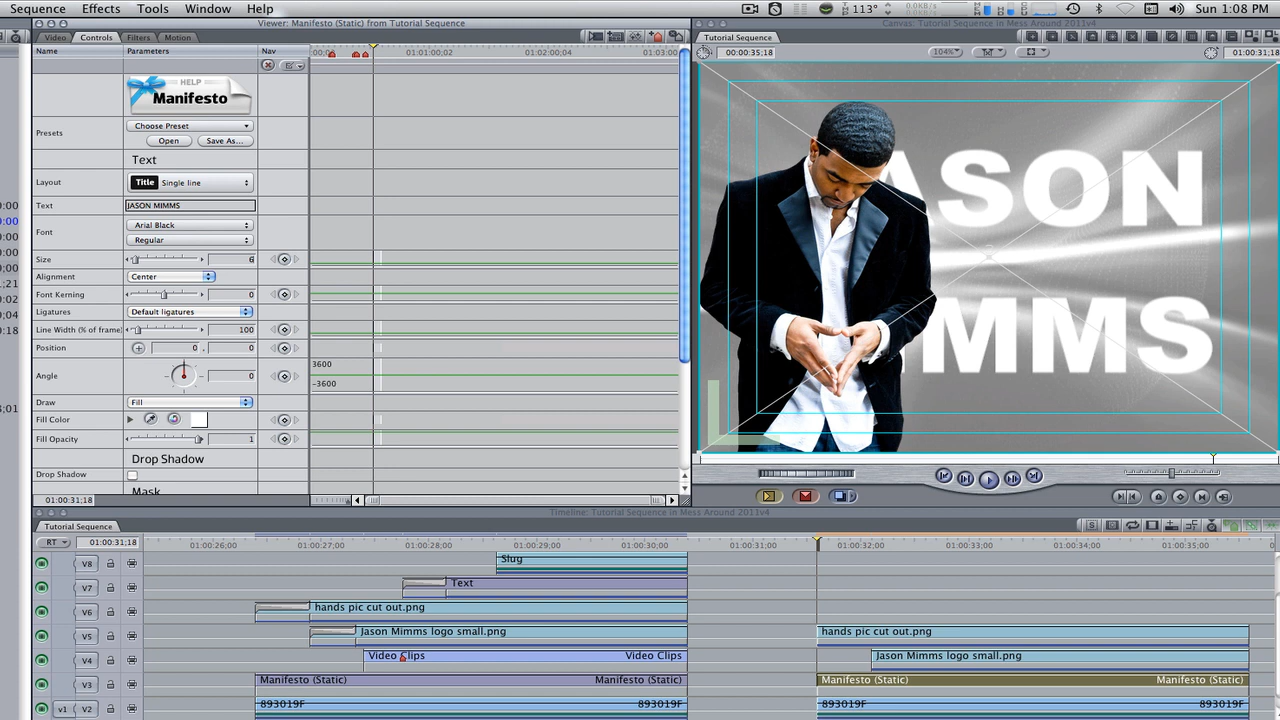 Sequence Effects Tools Window Help 113° Sun 1:08 PM
Viewer: Manifesto (Static) from Tutorial Sequence
Canvas: Tutorial Sequence in Mess Around 2011v4
Video Controls Filters Motion
Tutorial Sequence
Name Parameters Nav 01:01:00;02 01:02:00;04 01:03:00
00:00:35;18 104% 01:00:31;18
HELP
Manifesto
Presets Choose Preset
Open Save As...
Text
Layout Title Single line
Text JASON MIMMS
Font Arial Black
Regular
Size 6
Alignment Center
Font Kerning 0
Ligatures Default ligatures
Line Width (% of frame) 100
Position 0 , 0
Angle 0 3600
-3600
Draw Fill
Fill Color
Fill Opacity 1
Drop Shadow
Drop Shadow
Mask
01:00:31;18
ASON
MMS
Timeline: Tutorial Sequence in Mess Around 2011v4
Tutorial Sequence
RT 01:00:31;18 01:00:26;00 01:00:27;00 01:00:28;00 01:00:29;00 01:00:30;00 01:00:31;00 01:00:32;00 01:00:33;00 01:00:34;00 01:00:35;00
V8 Slug
V7 Text
V6 hands pic cut out.png
V5 Jason Mimms logo small.png hands pic cut out.png
V4 Video Clips Video Clips Jason Mimms logo small.png
V3 Manifesto (Static) Manifesto (Static) Manifesto (Static) Manifesto (Static)
v1 V2 893019F 893019F 893019F 893019F